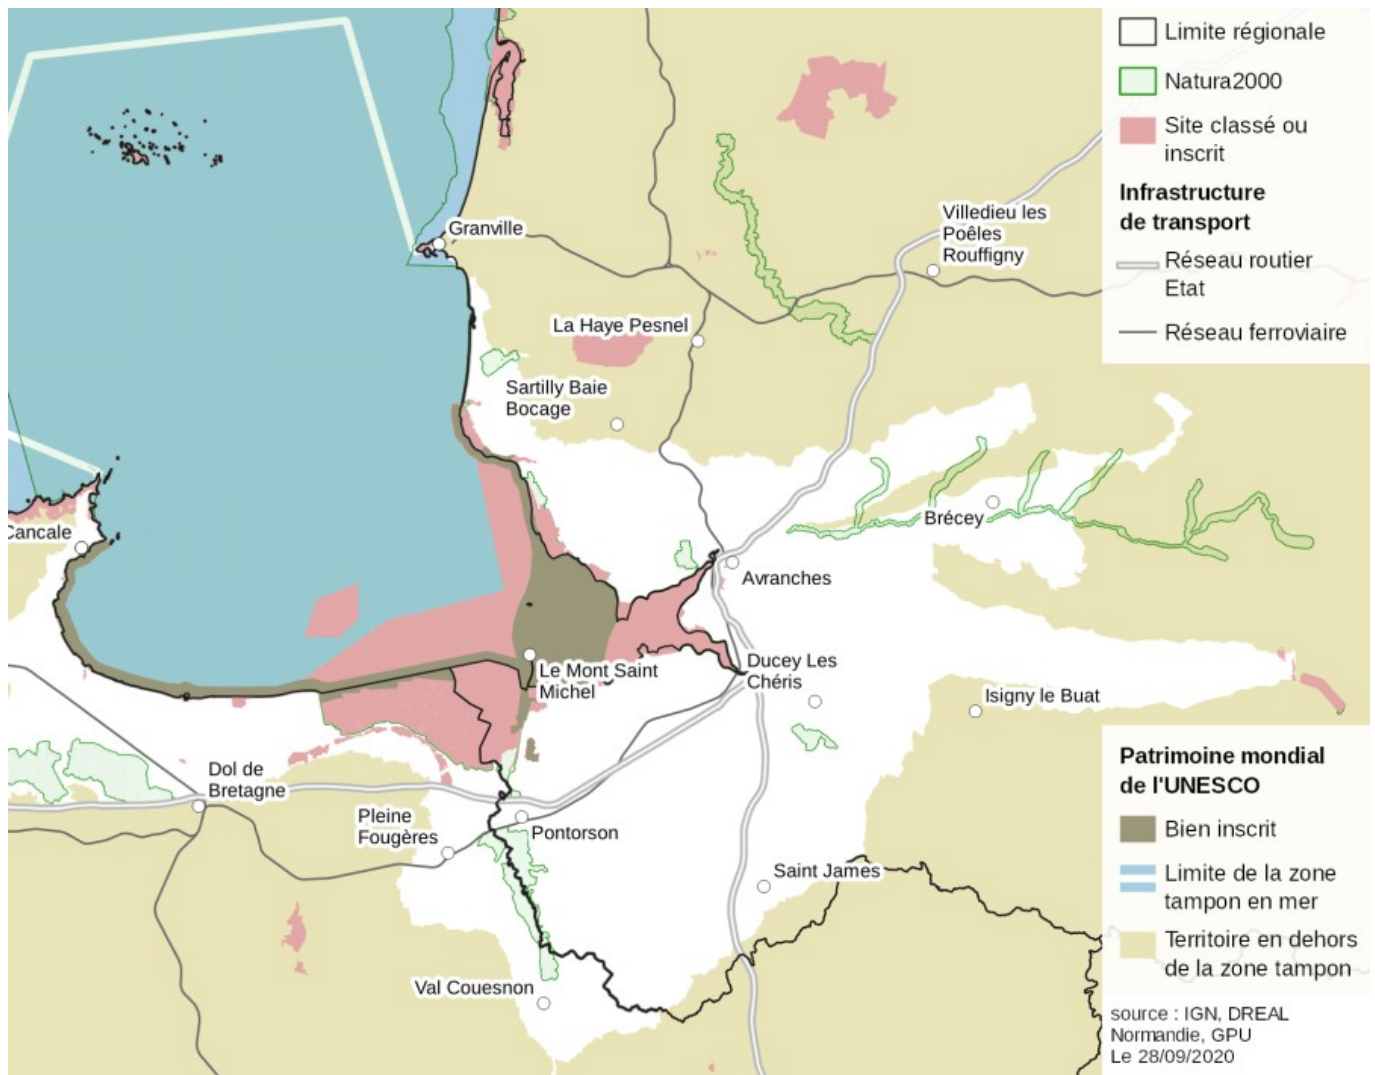 Limite régionale
Natura2000
Site classé ou
inscrit
Infrastructure
de transport
Réseau routier
Etat
Réseau ferroviaire
Granville
Villedieu les
Poêles
Rouffigny
La Haye Pesnel
Sartilly Baie
Bocage
Cancale
Brécey
Avranches
Le Mont Saint
Michel
Ducey Les
Chéris
Isigny le Buat
Dol de
Bretagne
Pleine
Fougères
Pontorson
Saint James
Val Couesnon
Patrimoine mondial
de l'UNESCO
Bien inscrit
Limite de la zone
tampon en mer
Territoire en dehors
de la zone tampon
source : IGN, DREAL
Normandie, GPU
Le 28/09/2020